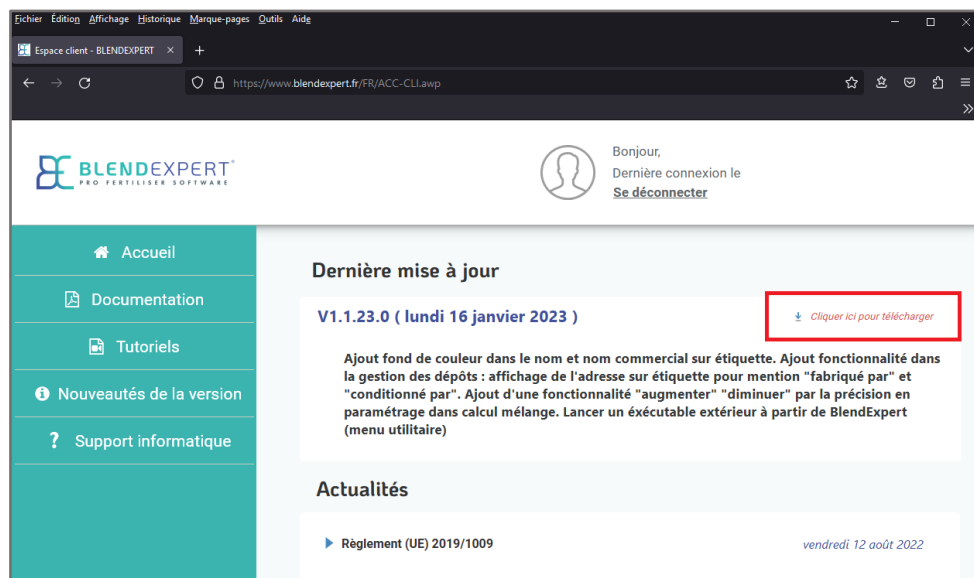 Fichier Édition Affichage Historique Marque-pages Outils Aide
Espace client - BLENDEXPERT
https://www.blendexpert.fr/FR/ACC-CLI.awp
BLENDEXPERT
PRO FERTILISER SOFTWARE
Bonjour,
Dernière connexion le
Se déconnecter
Accueil
Documentation
Tutoriels
Nouveautés de la version
Support informatique
Dernière mise à jour
V1.1.23.0 ( lundi 16 janvier 2023 )
Cliquer ici pour télécharger
Ajout fond de couleur dans le nom et nom commercial sur étiquette. Ajout fonctionnalité dans
la gestion des dépôts : affichage de l'adresse sur étiquette pour mention "fabriqué par" et
"conditionné par". Ajout d'une fonctionnalité "augmenter" "diminuer" par la précision en
paramétrage dans calcul mélange. Lancer un éxécutable extérieur à partir de BlendExpert
(menu utilitaire)
Actualités
Règlement (UE) 2019/1009
vendredi 12 août 2022